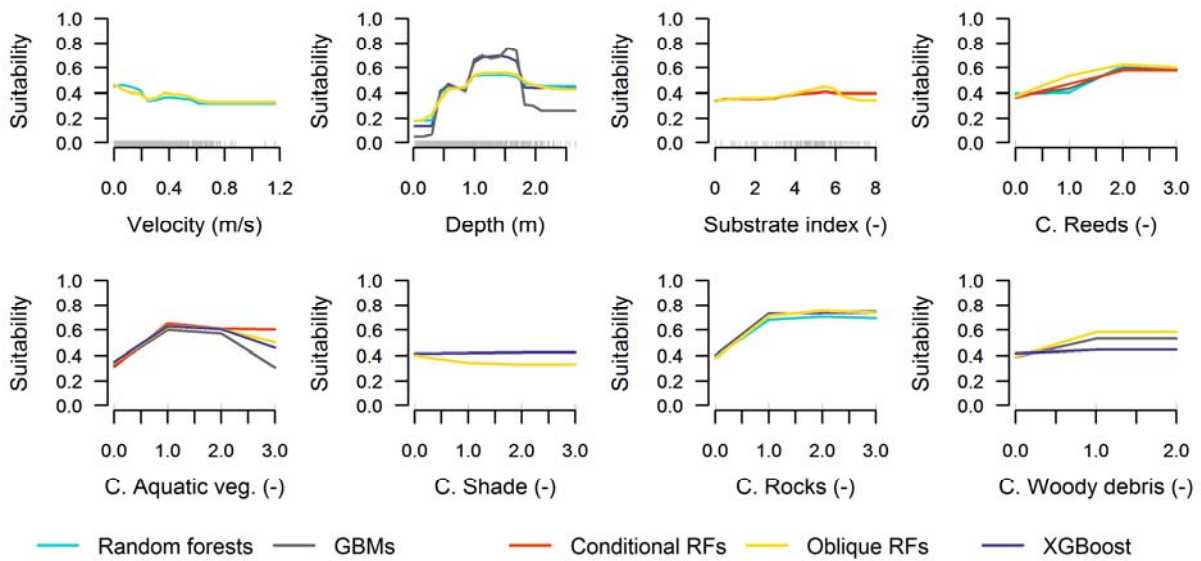 Suitability
1.0
0.8
0.6
0.4
0.2
0.0
0.0 0.4 0.8 1.2
Velocity (m/s)
Suitability
1.0
0.8
0.6
0.4
0.2
0.0
0.0 1.0 2.0
Depth (m)
Suitability
1.0
0.8
0.6
0.4
0.2
0.0
0 2 4 6 8
Substrate index (-)
Suitability
1.0
0.8
0.6
0.4
0.2
0.0
0.0 1.0 2.0 3.0
C. Reeds (-)
Suitability
1.0
0.8
0.6
0.4
0.2
0.0
0.0 1.0 2.0 3.0
C. Aquatic veg. (-)
Suitability
1.0
0.8
0.6
0.4
0.2
0.0
0.0 1.0 2.0 3.0
C. Shade (-)
Suitability
1.0
0.8
0.6
0.4
0.2
0.0
0.0 1.0 2.0 3.0
C. Rocks (-)
Suitability
1.0
0.8
0.6
0.4
0.2
0.0
0.0 1.0 2.0
C. Woody debris (-)
Random forests GBMs Conditional RFs Oblique RFs XGBoost